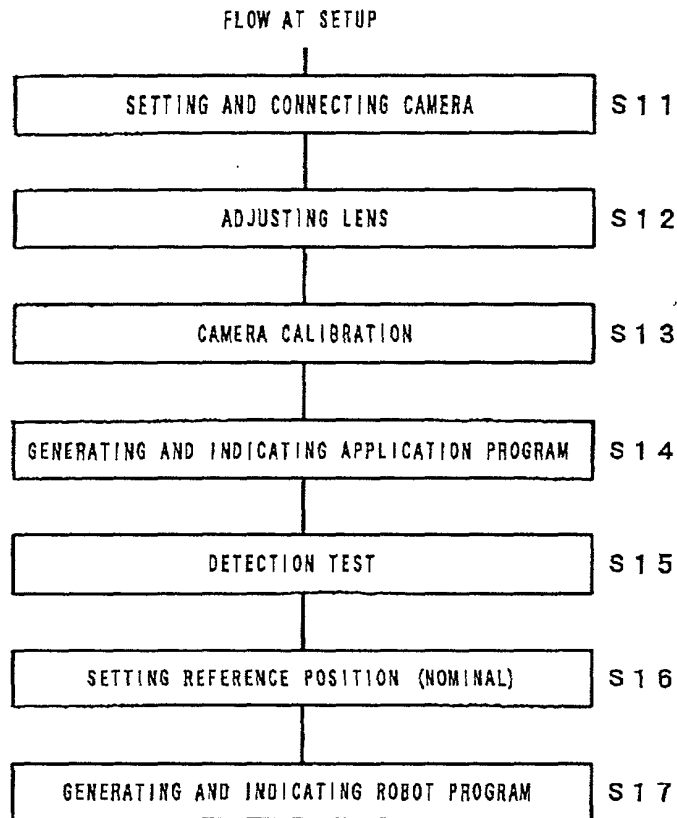 FLOW AT SETUP
SETTING AND CONNECTING CAMERA S11
ADJUSTING LENS S12
CAMERA CALIBRATION S13
GENERATING AND INDICATING APPLICATION PROGRAM S14
DETECTION TEST S15
SETTING REFERENCE POSITION (NOMINAL) S16
GENERATING AND INDICATING ROBOT PROGRAM S17